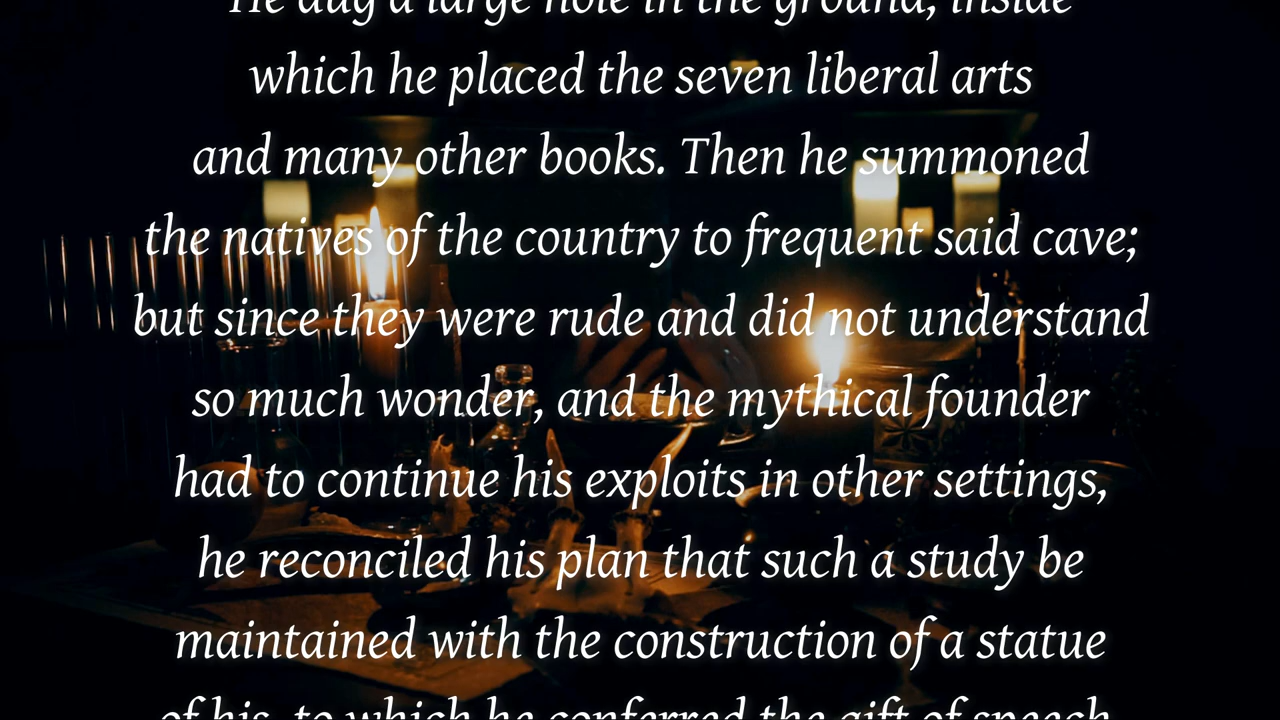 He dug a large hole in the ground, inside
which he placed the seven liberal arts
and many other books. Then he summoned
the natives of the country to frequent said cave;
but since they were rude and did not understand
so much wonder, and the mythical founder
had to continue his exploits in other settings,
he reconciled his plan that such a study be
maintained with the construction of a statue
of his, to which he conferred the gift of speech